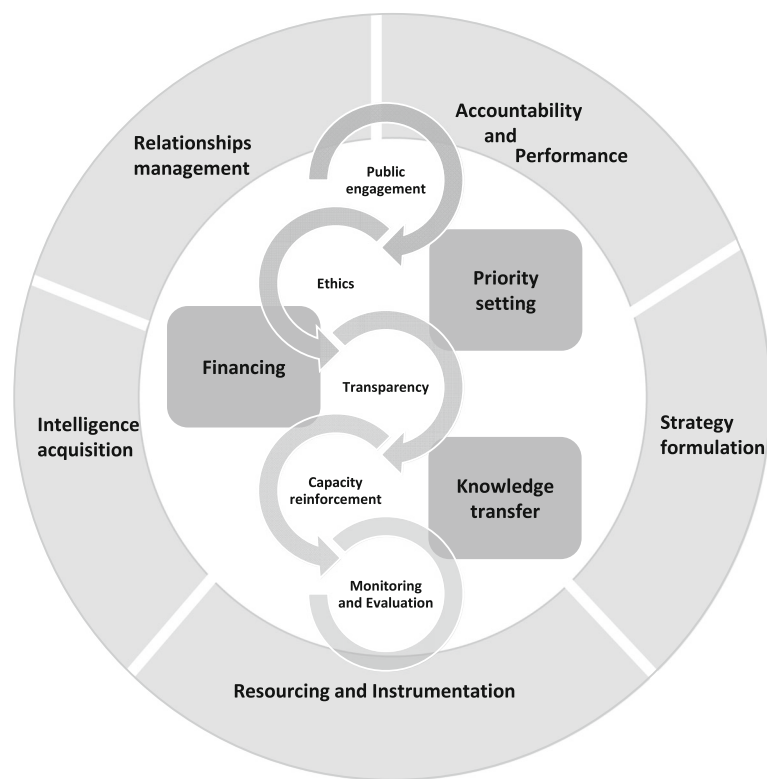 Accountability
and
Performance
Relationships
management
Public
engagement
Ethics
Priority
setting
Financing
Transparency
Intelligence
acquisition
Strategy
formulation
Capacity
reinforcement
Knowledge
transfer
Monitoring
and Evaluation
Resourcing and Instrumentation